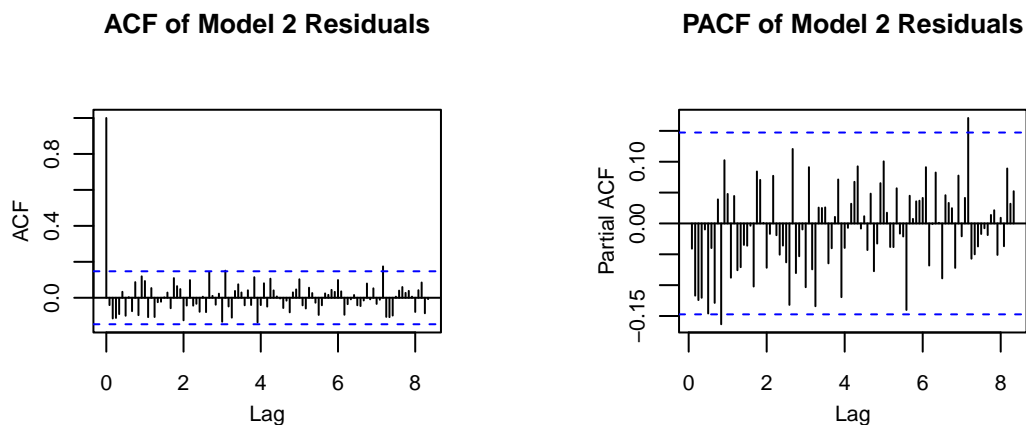 ACF of Model 2 Residuals
ACF
0.0 0.4 0.8
0 2 4 6 8
Lag
PACF of Model 2 Residuals
Partial ACF
−0.15 0.00 0.10
0 2 4 6 8
Lag